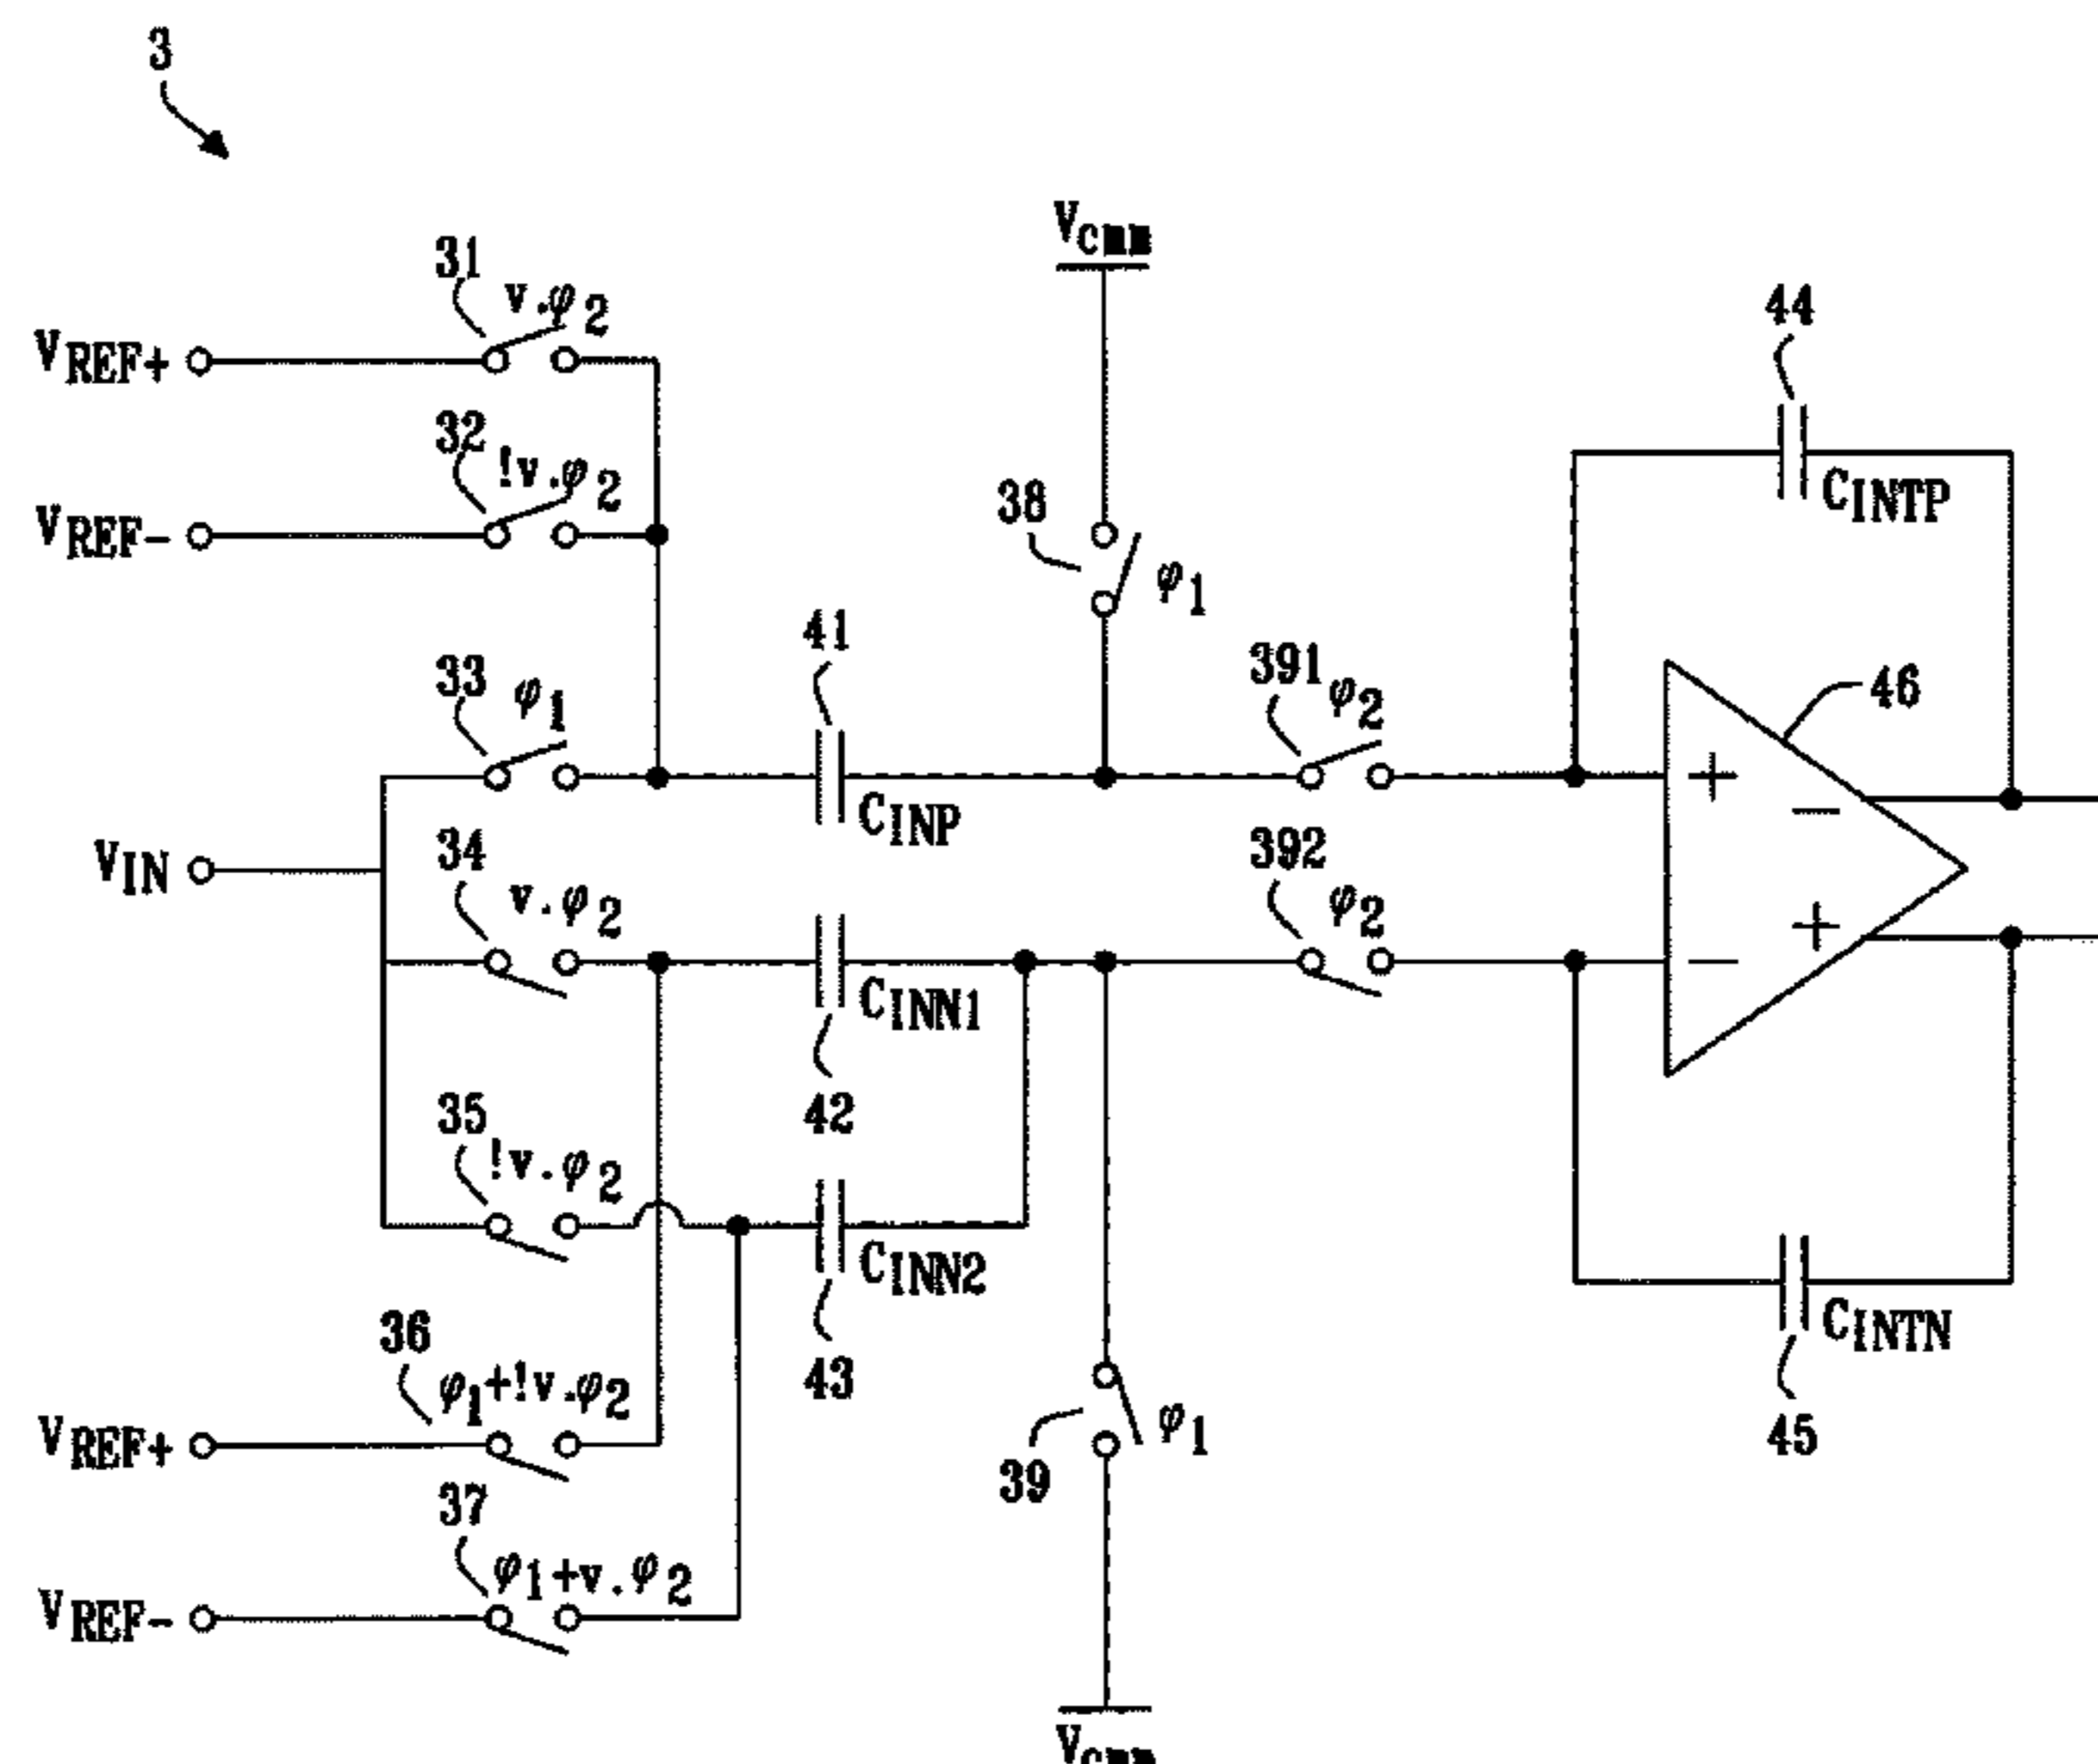 3
V_cmm
31
v.φ2
VREF+
44
32
!v.φ2
VREF-
CINTP
38
φ1
41
33
φ1
391
φ2
46
+
−
CINP
VIN
34
v.φ2
392
φ2
+
−
CINN1
42
35
!v.φ2
CINN2
43
CINTN
45
36
φ1+!v.φ2
VREF+
39
φ1
37
φ1+v.φ2
VREF-
Vcmm